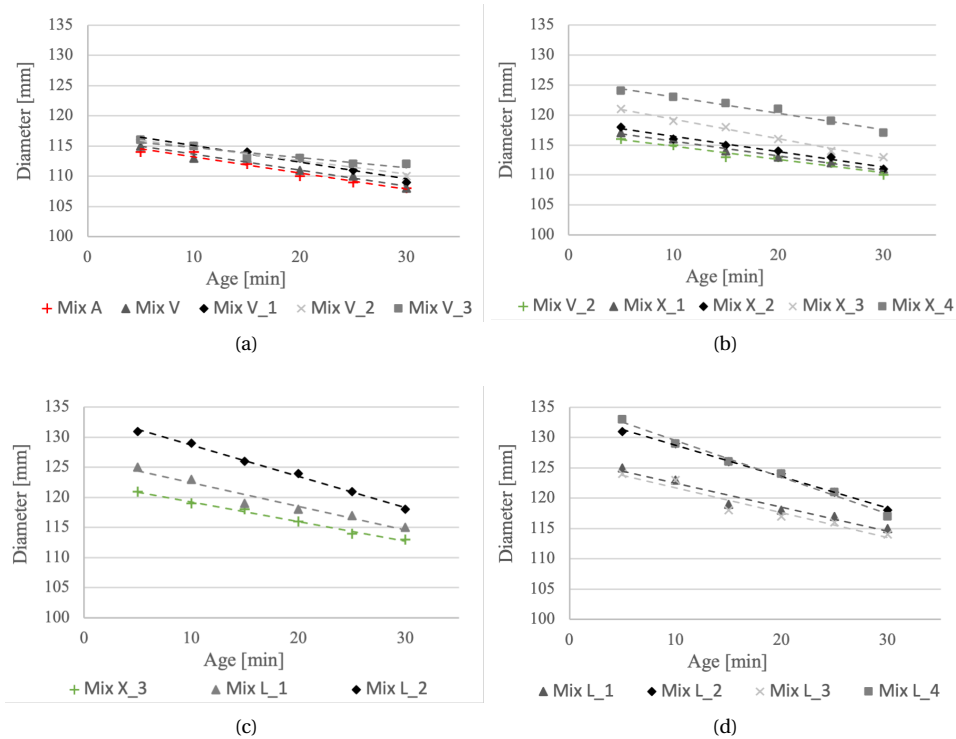 135
130
125
120
115
110
105
100
Diameter [mm]
0 10 20 30
Age [min]
Mix A Mix V Mix V_1 Mix V_2 Mix V_3
(a)
135
130
125
120
115
110
105
100
Diameter [mm]
0 10 20 30
Age [min]
Mix V_2 Mix X_1 Mix X_2 Mix X_3 Mix X_4
(b)
135
130
125
120
115
110
105
100
Diameter [mm]
0 10 20 30
Age [min]
Mix X_3 Mix L_1 Mix L_2
(c)
135
130
125
120
115
110
105
100
Diameter [mm]
0 10 20 30
Age [min]
Mix L_1 Mix L_2 Mix L_3 Mix L_4
(d)